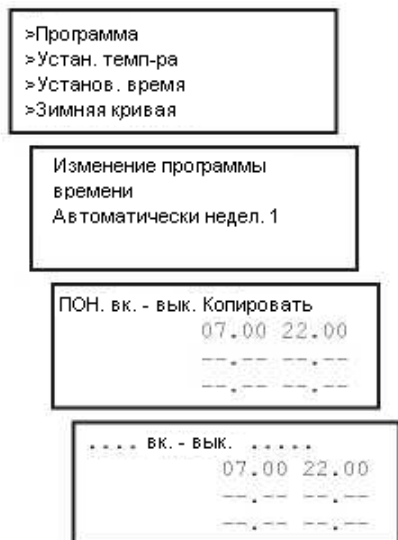 >Программа
>Устан. темп-ра
>Установ. время
>Зимняя кривая
Изменение программы
времени
Автоматически недел. 1
ПОН. вк. - вык. Копировать
07.00 22.00
--.-- --.--
--.-- --.--
.... вк. - вык. .....
07.00 22.00
--.-- --.--
--.-- --.--